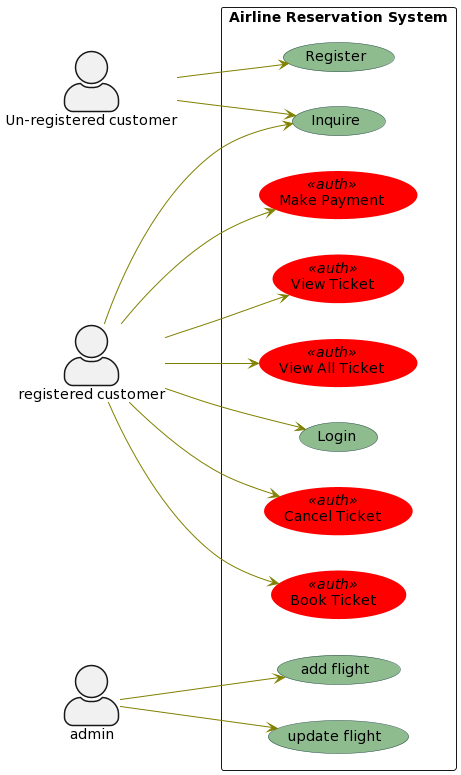 Airline Reservation System
Register
Un-registered customer
Inquire
«auth»
Make Payment
«auth»
View Ticket
«auth»
View All Ticket
registered customer
Login
«auth»
Cancel Ticket
«auth»
Book Ticket
add flight
admin
update flight